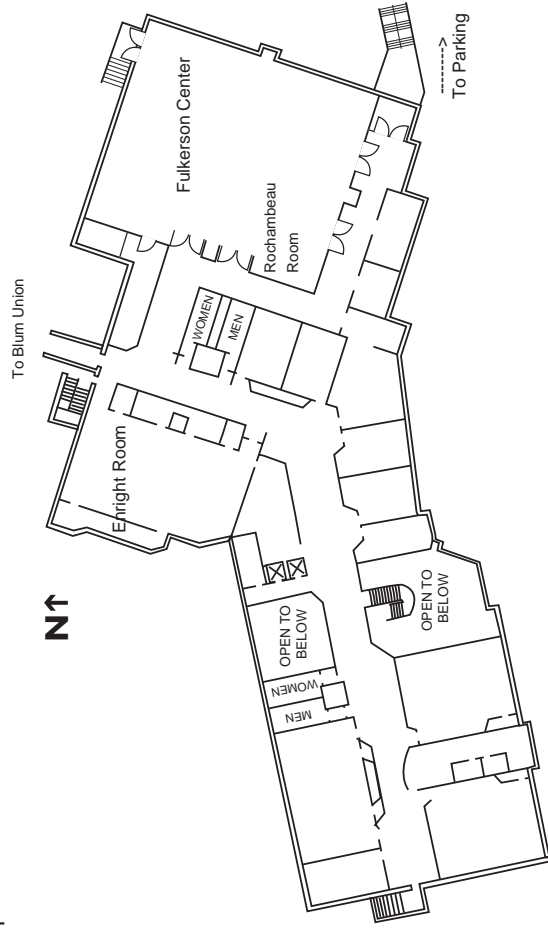 To Blum Union
Fulkerson Center
Rochambeau
Room
WOMEN
MEN
Enright Room
N↑
OPEN TO
BELOW
WOMEN
MEN
OPEN TO
BELOW
-------->
To Parking